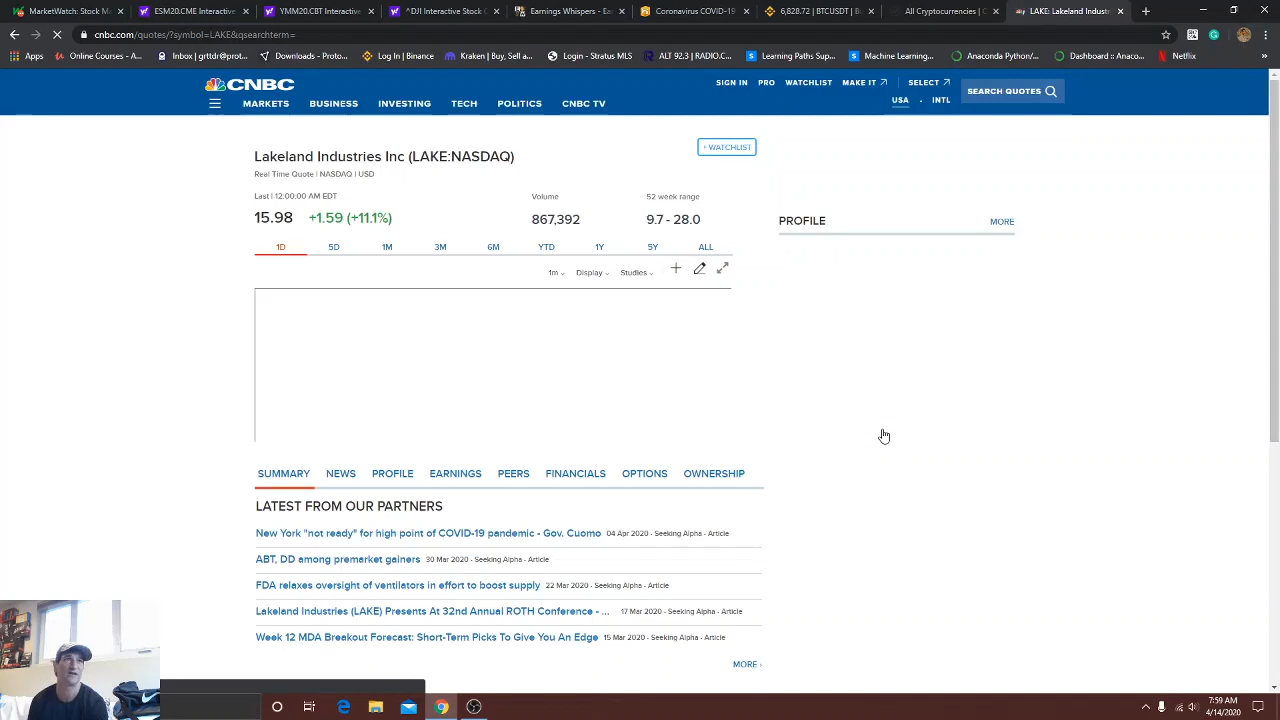 MarketWatch: Stock Ma
ESM20.CME Interactive
^DJI Interactive Stock C
Earnings Whispers - Ea
Coronavirus COVID-19
6,828.72 | BTCUSDT | B
All Cryptocurrencies | C
LAKE: Lakeland Indust
cnbc.com/quotes/?symbol=LAKE&qsearchterm=
Apps
Online Courses - A...
Inbox | grttdr@prot...
Downloads - Proto...
Log In | Binance
Kraken | Buy, Sell a...
Login - Stratus MLS
ALT 92.3 | RADIO.C...
Learning Paths Sup...
Machine Learning...
Anaconda Python/...
Dashboard :: Anaco...
Netflix
CNBC
SIGN IN PRO WATCHLIST MAKE IT SELECT
USA INTL
SEARCH QUOTES
MARKETS BUSINESS INVESTING TECH POLITICS CNBC TV
Lakeland Industries Inc (LAKE:NASDAQ)
+ WATCHLIST
Real Time Quote | NASDAQ | USD
Last | 12:00:00 AM EDT
Volume
52 week range
15.98 +1.59 (+11.1%)
867,392
9.7 - 28.0
PROFILE
MORE
1D 5D 1M 3M 6M YTD 1Y 5Y ALL
1m Display Studies
SUMMARY NEWS PROFILE EARNINGS PEERS FINANCIALS OPTIONS OWNERSHIP
LATEST FROM OUR PARTNERS
New York "not ready" for high point of COVID-19 pandemic - Gov. Cuomo 04 Apr 2020 - Seeking Alpha - Article
ABT, DD among premarket gainers 30 Mar 2020 - Seeking Alpha - Article
FDA relaxes oversight of ventilators in effort to boost supply 22 Mar 2020 - Seeking Alpha - Article
Lakeland Industries (LAKE) Presents At 32nd Annual ROTH Conference - ... 17 Mar 2020 - Seeking Alpha - Article
Week 12 MDA Breakout Forecast: Short-Term Picks To Give You An Edge 15 Mar 2020 - Seeking Alpha - Article
MORE ›
7:59 AM
4/14/2020